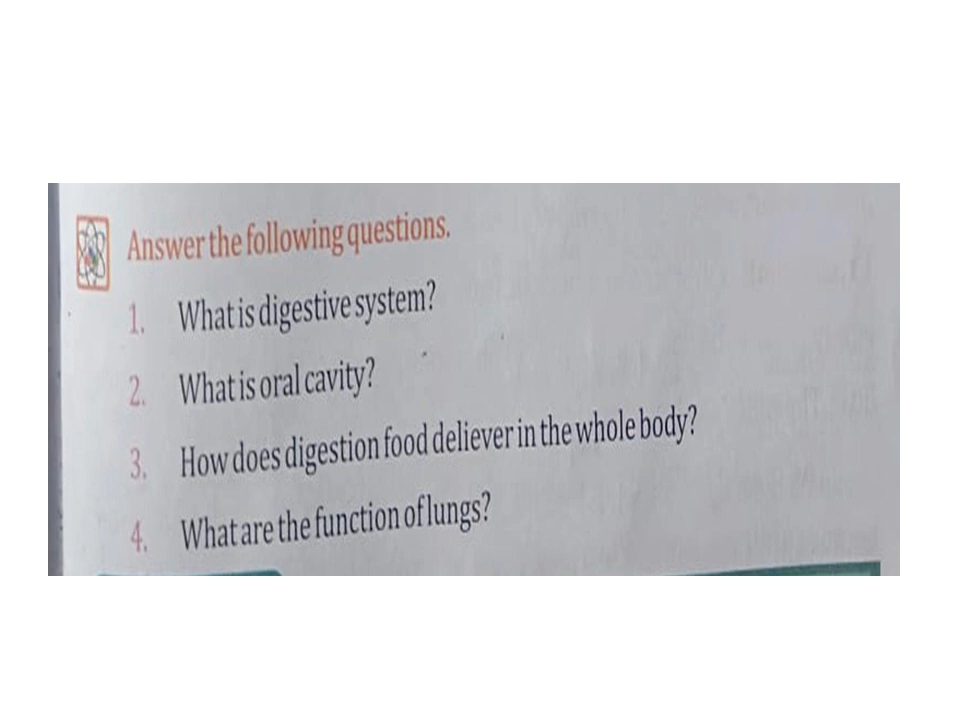 Answer the following questions.
1. What is digestive system?
2. What is oral cavity?
3. How does digestion food deliever in the whole body?
4. What are the function of lungs?